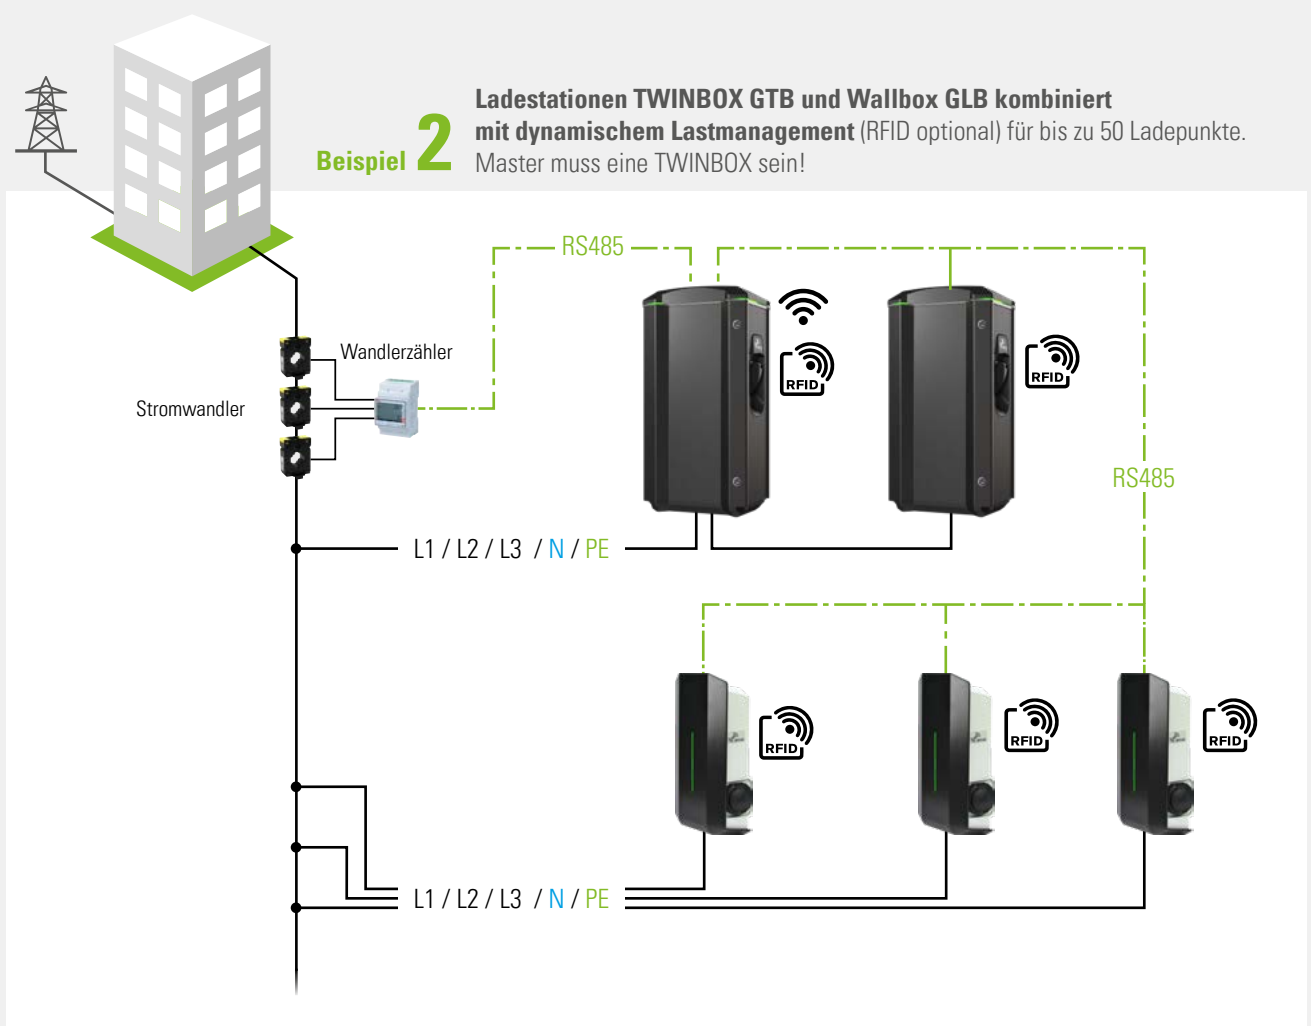 Ladestationen TWINBOX GTB und Wallbox GLB kombiniert
mit dynamischem Lastmanagement (RFID optional) für bis zu 50 Ladepunkte.
Beispiel 2
Master muss eine TWINBOX sein!
RS485
Wandlerzähler
RFID
RFID
Stromwandler
RS485
L1 / L2 / L3 / N / PE
RFID
RFID
RFID
L1 / L2 / L3 / N / PE